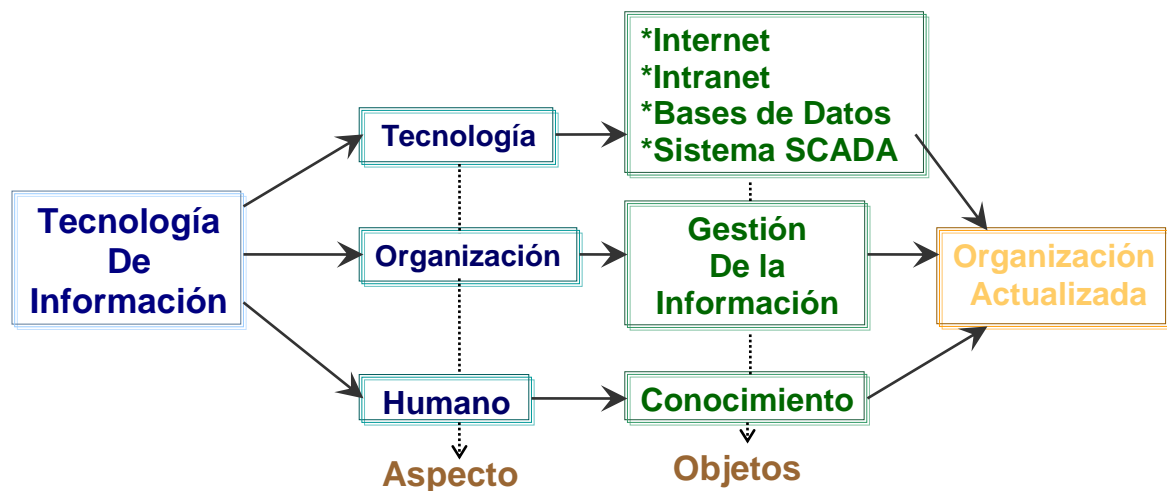 Tecnología
De
Información
Tecnología
Organización
Humano
Aspecto
*Internet
*Intranet
*Bases de Datos
*Sistema SCADA
Gestión
De la
Información
Conocimiento
Objetos
Organización
Actualizada